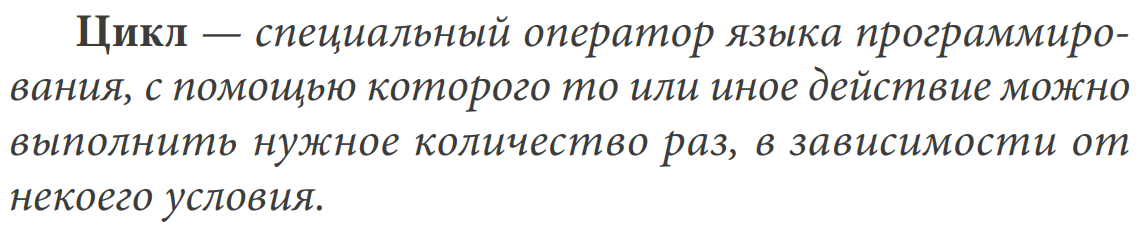 Цикл — специальный оператор языка программиро-
вания, с помощью которого то или иное действие можно
выполнить нужное количество раз, в зависимости от
некоего условия.